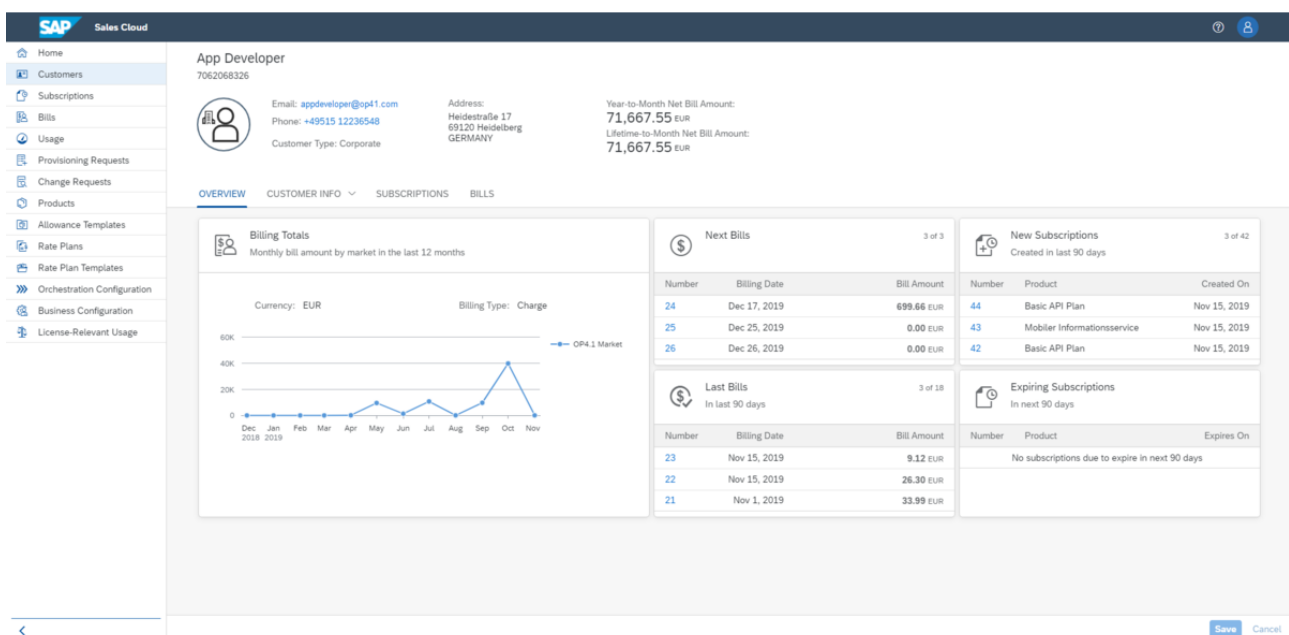 SAP Sales Cloud
Home
Customers
Subscriptions
Bills
Usage
Provisioning Requests
Change Requests
Products
Allowance Templates
Rate Plans
Rate Plan Templates
Orchestration Configuration
Business Configuration
License-Relevant Usage
App Developer
7062068326
Email: appdeveloper@op41.com
Phone: +49515 12236548
Customer Type: Corporate
Address:
Heidestraße 17
69120 Heidelberg
GERMANY
Year-to-Month Net Bill Amount:
71,667.55 EUR
Lifetime-to-Month Net Bill Amount:
71,667.55 EUR
OVERVIEW CUSTOMER INFO SUBSCRIPTIONS BILLS
Billing Totals
Monthly bill amount by market in the last 12 months
Currency: EUR Billing Type: Charge
60K
40K
20K
0
OP4.1 Market
Dec Jan Feb Mar Apr May Jun Jul Aug Sep Oct Nov
2018 2019
Next Bills 3 of 3
Number Billing Date Bill Amount
24 Dec 17, 2019 699.66 EUR
25 Dec 25, 2019 0.00 EUR
26 Dec 26, 2019 0.00 EUR
New Subscriptions 3 of 42
Created in last 90 days
Number Product Created On
44 Basic API Plan Nov 15, 2019
43 Mobiler Informationsservice Nov 15, 2019
42 Basic API Plan Nov 15, 2019
Last Bills 3 of 18
In last 90 days
Number Billing Date Bill Amount
23 Nov 15, 2019 9.12 EUR
22 Nov 15, 2019 26.30 EUR
21 Nov 1, 2019 33.99 EUR
Expiring Subscriptions
In next 90 days
Number Product Expires On
No subscriptions due to expire in next 90 days
Save Cancel